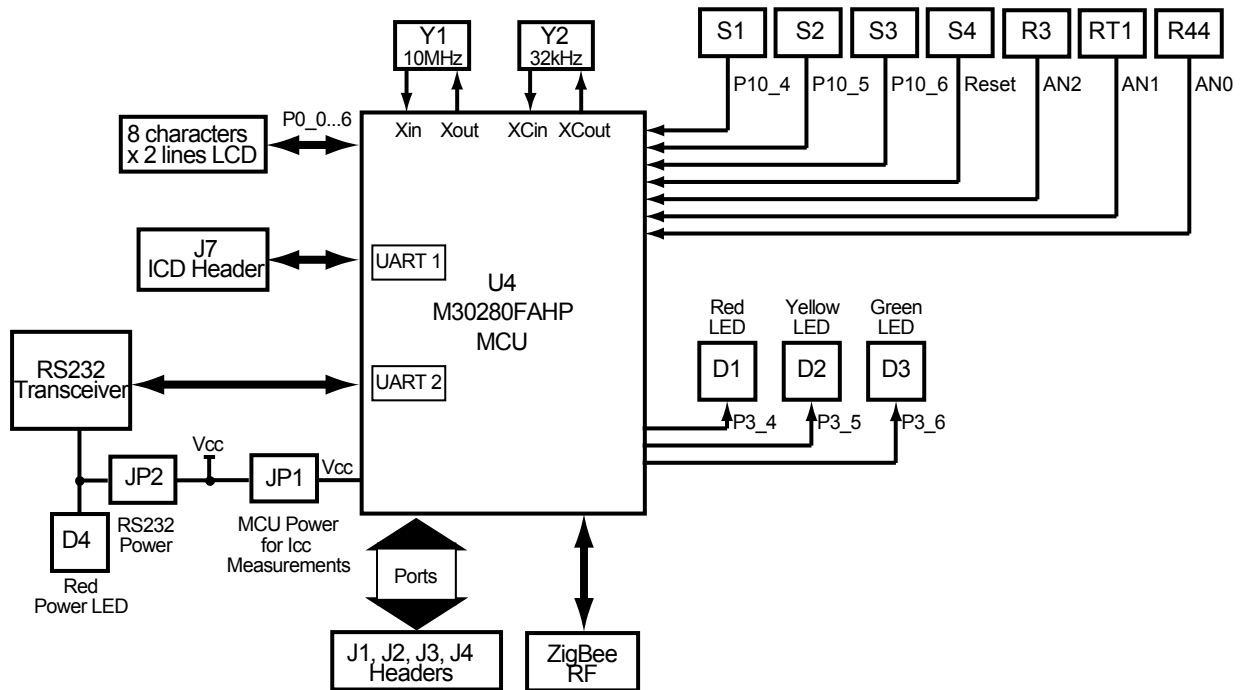 Y1
10MHz
Y2
32kHz
S1
S2
S3
S4
R3
RT1
R44
P10_4
P10_5
P10_6
Reset
AN2
AN1
AN0
P0_0...6
Xin
Xout
XCin
XCout
8 characters
x 2 lines LCD
J7
ICD Header
UART 1
U4
M30280FAHP
MCU
Red
LED
Yellow
LED
Green
LED
D1
D2
D3
P3_4
P3_5
P3_6
RS232
Transceiver
UART 2
Vcc
Vcc
JP2
JP1
D4
RS232
Power
MCU Power
for Icc
Measurements
Red
Power LED
Ports
J1, J2, J3, J4
Headers
ZigBee
RF